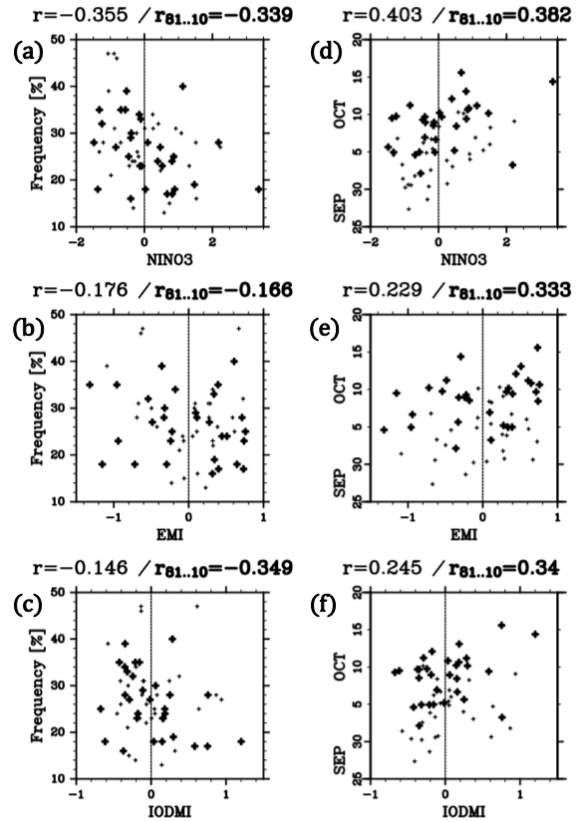 r=−0.355 / r81..10=−0.339
r=0.403 / r81..10=0.382
(a)
(d)
50
40
30
20
10
Frequency [%]
−2
0
2
NINO3
20
15
10
5
30
25
OCT
SEP
−2
0
2
NINO3
r=−0.176 / r81..10=−0.166
r=0.229 / r81..10=0.333
(b)
(e)
50
40
30
20
10
Frequency [%]
−1
0
1
EMI
20
15
10
5
30
25
OCT
SEP
−1
0
1
EMI
r=−0.146 / r81..10=−0.349
r=0.245 / r81..10=0.34
(c)
(f)
50
40
30
20
10
Frequency [%]
−1
0
1
IODMI
20
15
10
5
30
25
OCT
SEP
−1
0
1
IODMI